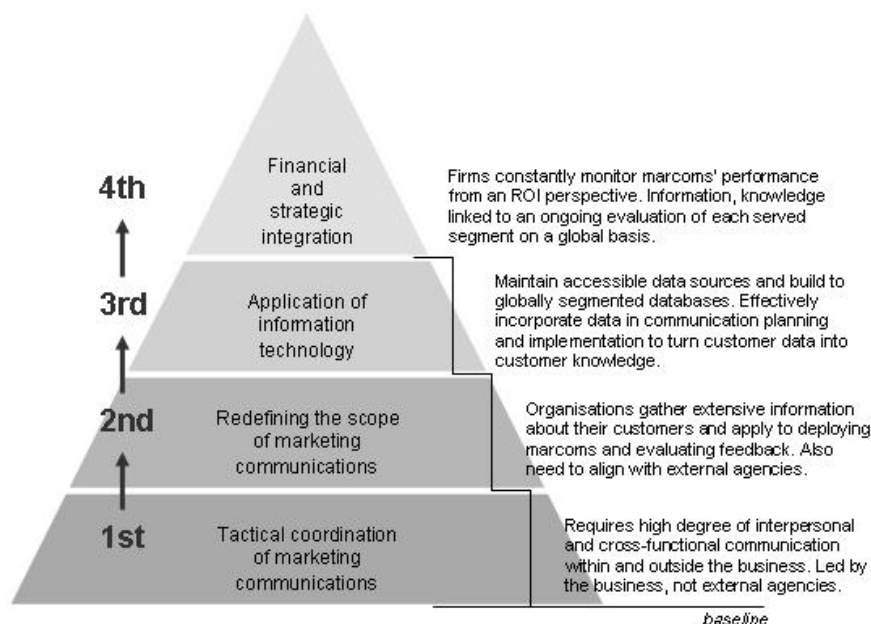 4th
Financial
and
strategic
integration
Firms constantly monitor marcoms' performance
from an ROI perspective. Information, knowledge
linked to an ongoing evaluation of each served
segment on a global basis.
3rd
Application of
information
technology
Maintain accessible data sources and build to
globally segmented databases. Effectively
incorporate data in communication planning
and implementation to turn customer data into
customer knowledge.
2nd
Redefining the scope
of marketing
communications
Organisations gather extensive information
about their customers and apply to deploying
marcoms and evaluating feedback. Also
need to align with external agencies.
1st
Tactical coordination
of marketing
communications
Requires high degree of interpersonal
and cross-functional communication
within and outside the business. Led by
the business, not external agencies.
...baseline